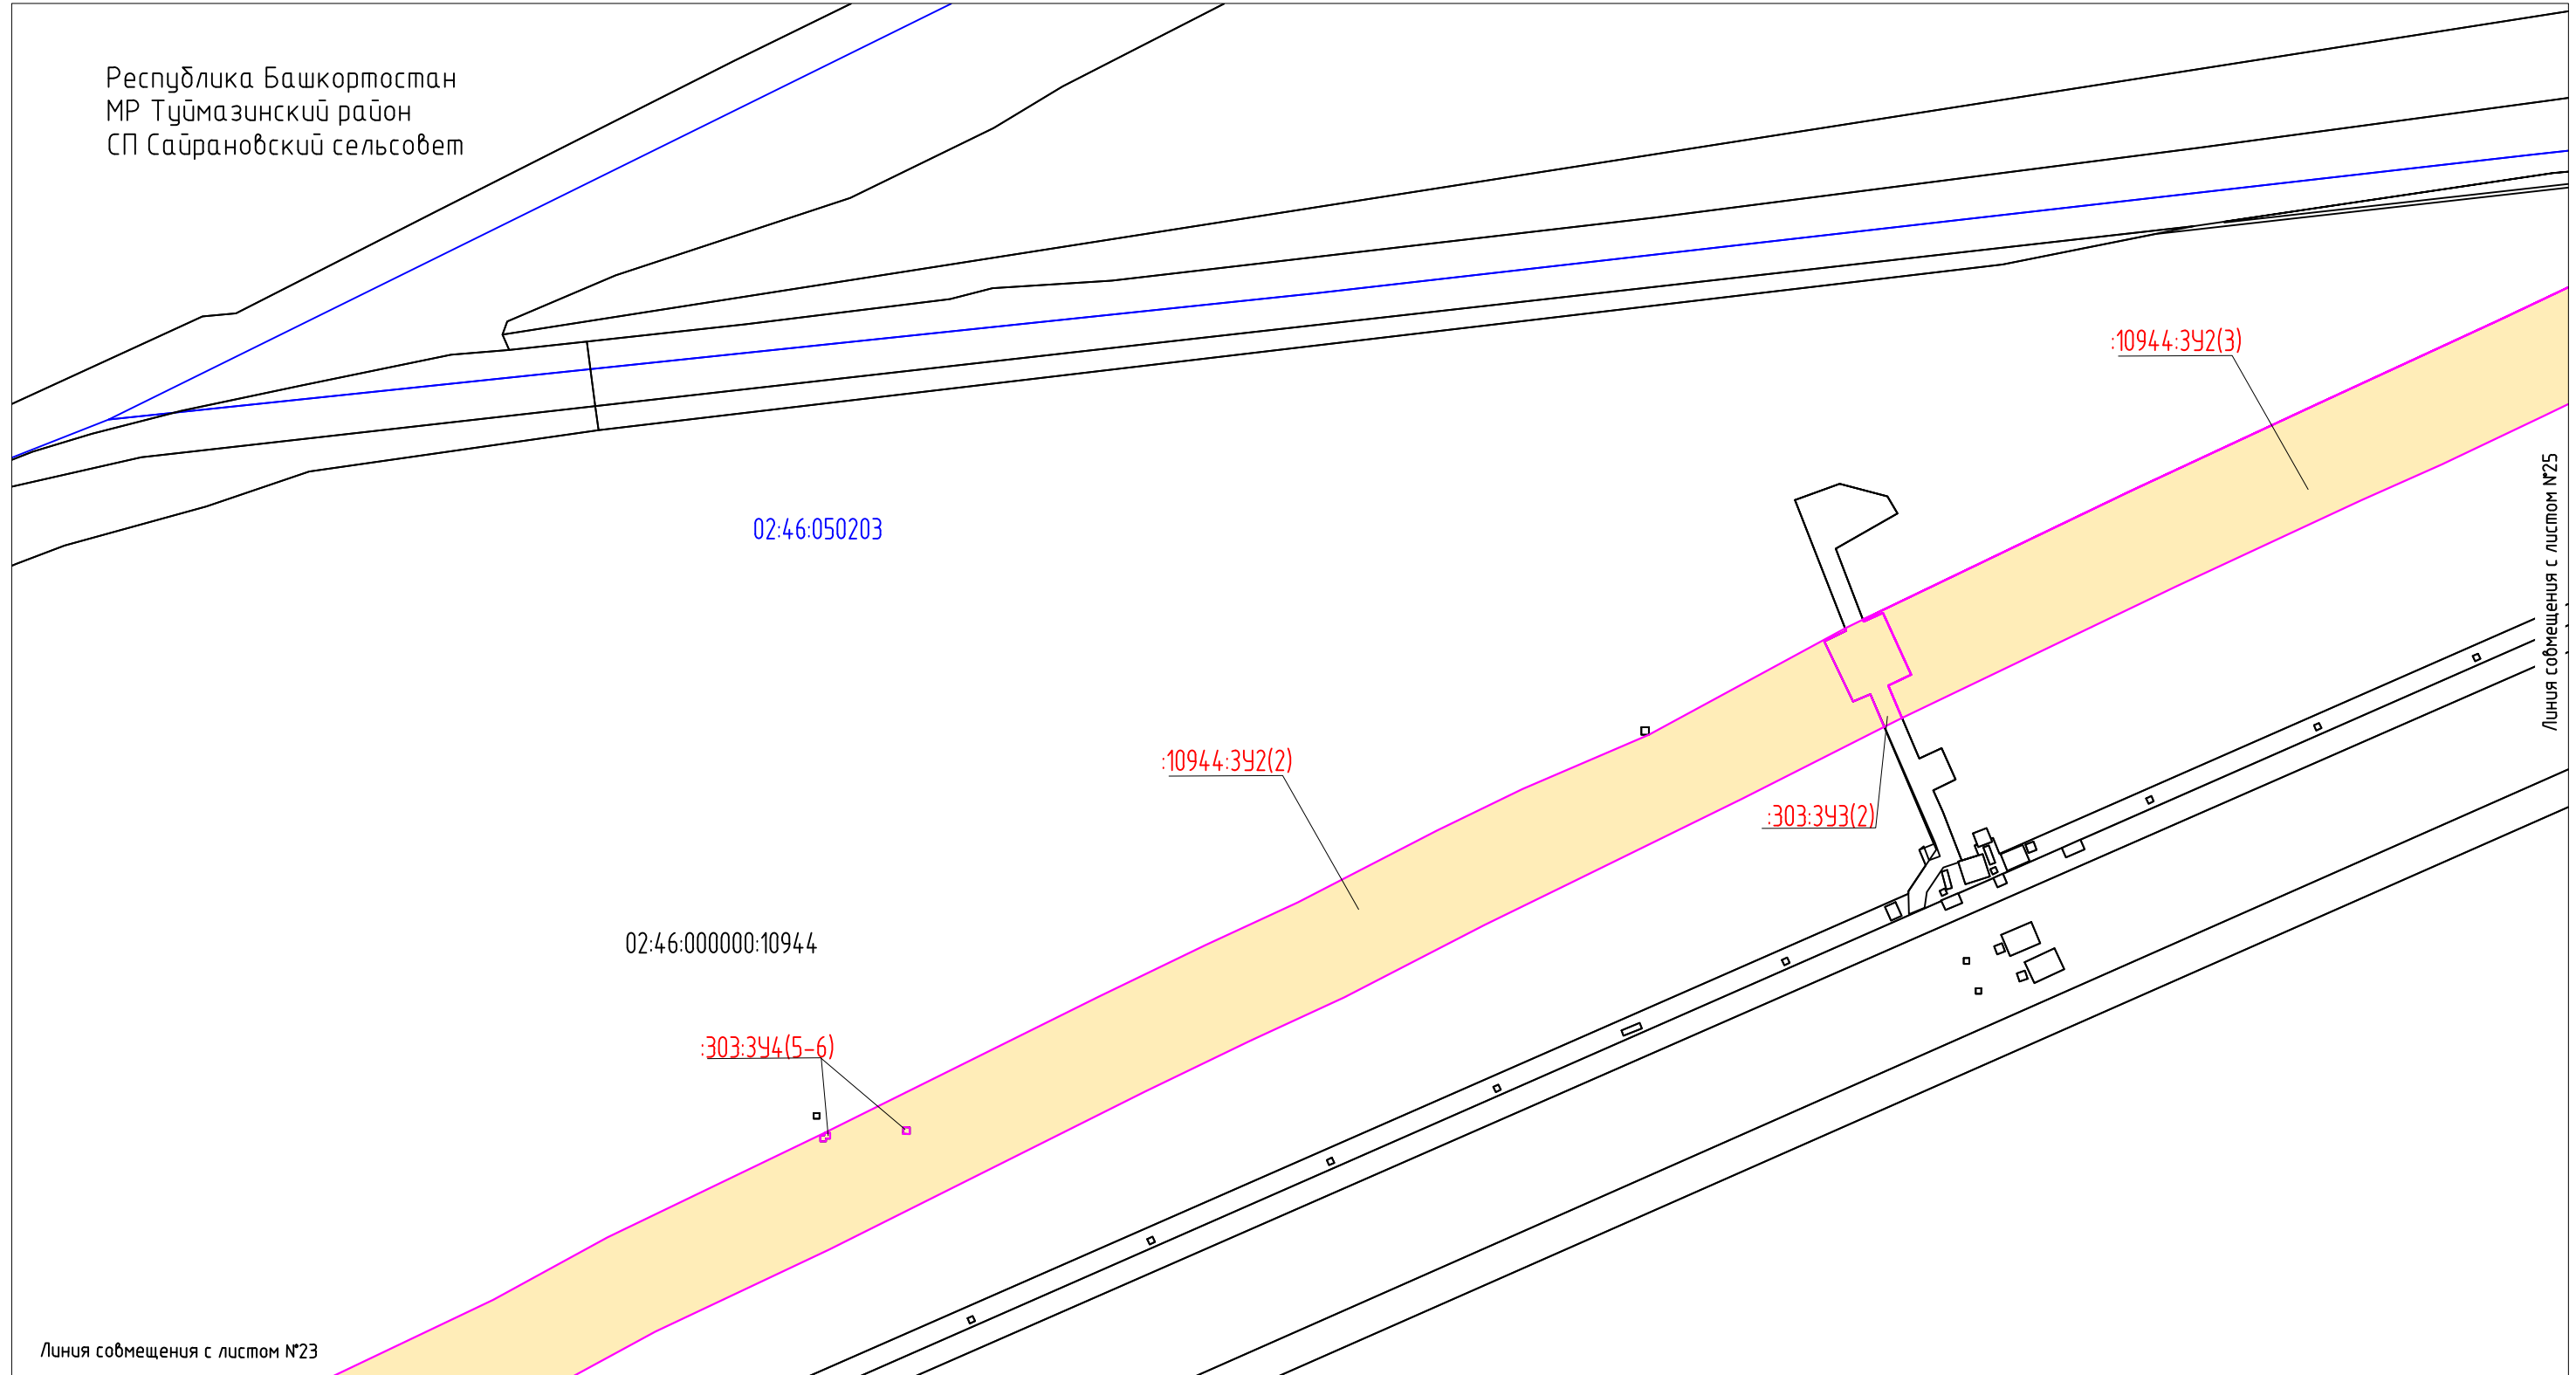 Республика Башкортостан
МР Туймазинский район
СП Сайрановский сельсовет
:10944:ЗУ2(3)
Линия совмещения с листом №25
02:46:050203
:10944:ЗУ2(2)
:303:ЗУ3(2)
02:46:000000:10944
:303:ЗУ4(5-6)
Линия совмещения с листом №23